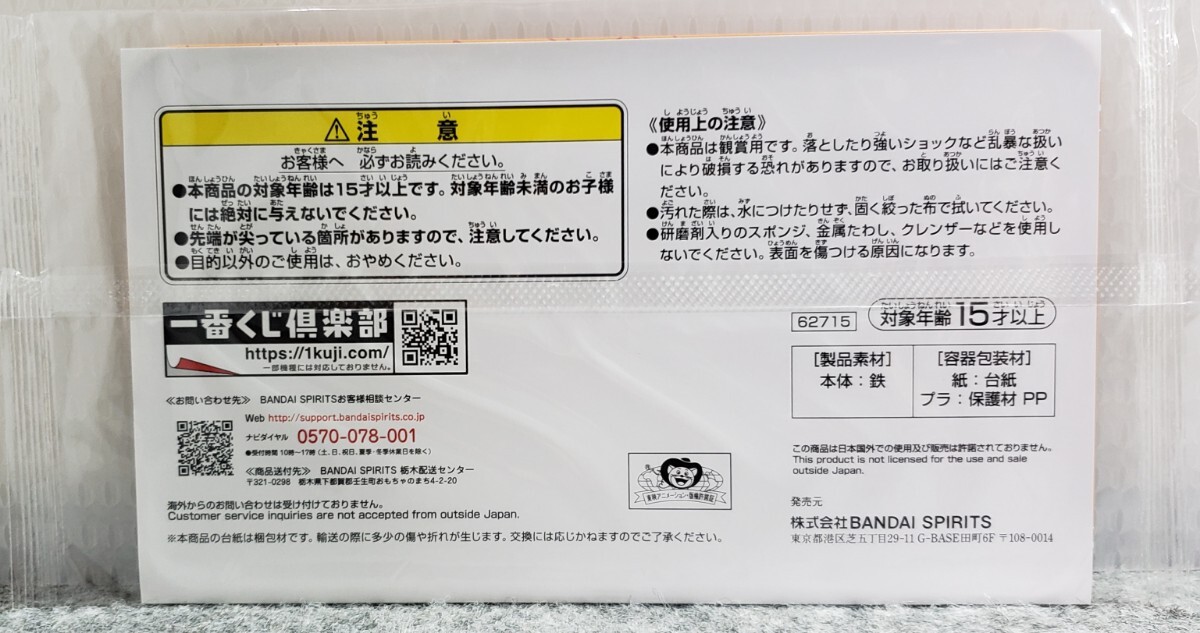 ⚠注意
お客様へ 必ずお読みください。
●本商品の対象年齢は15才以上です。対象年齢未満のお子様
には絶対に与えないでください。
●先端が尖っている箇所がありますので、注意してください。
●目的以外のご使用は、おやめください。
《使用上の注意》
●本商品は観賞用です。落としたり強いショックなど乱暴な扱い
により破損する恐れがありますので、お取り扱いにはご注意く
ださい。
●汚れた際は、水につけたりせず、固く絞った布で拭いてください。
●研磨剤入りのスポンジ、金属たわし、クレンザーなどを使用し
ないでください。表面を傷つける原因になります。
一番くじ倶楽部
https://1kuji.com/
一部機種には対応しておりません。
≪お問い合わせ先≫ BANDAI SPIRITSお客様相談センター
Web http://support.bandaispirits.co.jp
ナビダイヤル 0570-078-001
●受付時間 10時〜17時(土、日、祝日、夏季・冬季休業日を除く)
≪商品送付先≫ BANDAI SPIRITS 栃木配送センター
〒321-0298 栃木県下都賀郡壬生町おもちゃのまち4-2-20
海外からのお問い合わせは受け付けておりません。
Customer service inquiries are not accepted from outside Japan.
※本商品の台紙は梱包材です。輸送の際に多少の傷や折れが生じます。交換には応じかねますのでご了承ください。
東映アニメーション・版権許諾証
62715
対象年齢15才以上
[製品素材]
本体:鉄
[容器包装材]
紙:台紙
プラ:保護材 PP
この商品は日本国外での使用及び販売は許諾されておりません。
This product is not licensed for the use and sale
outside Japan.
発売元
株式会社BANDAI SPIRITS
東京都港区芝五丁目29-11 G-BASE田町6F 〒108-0014